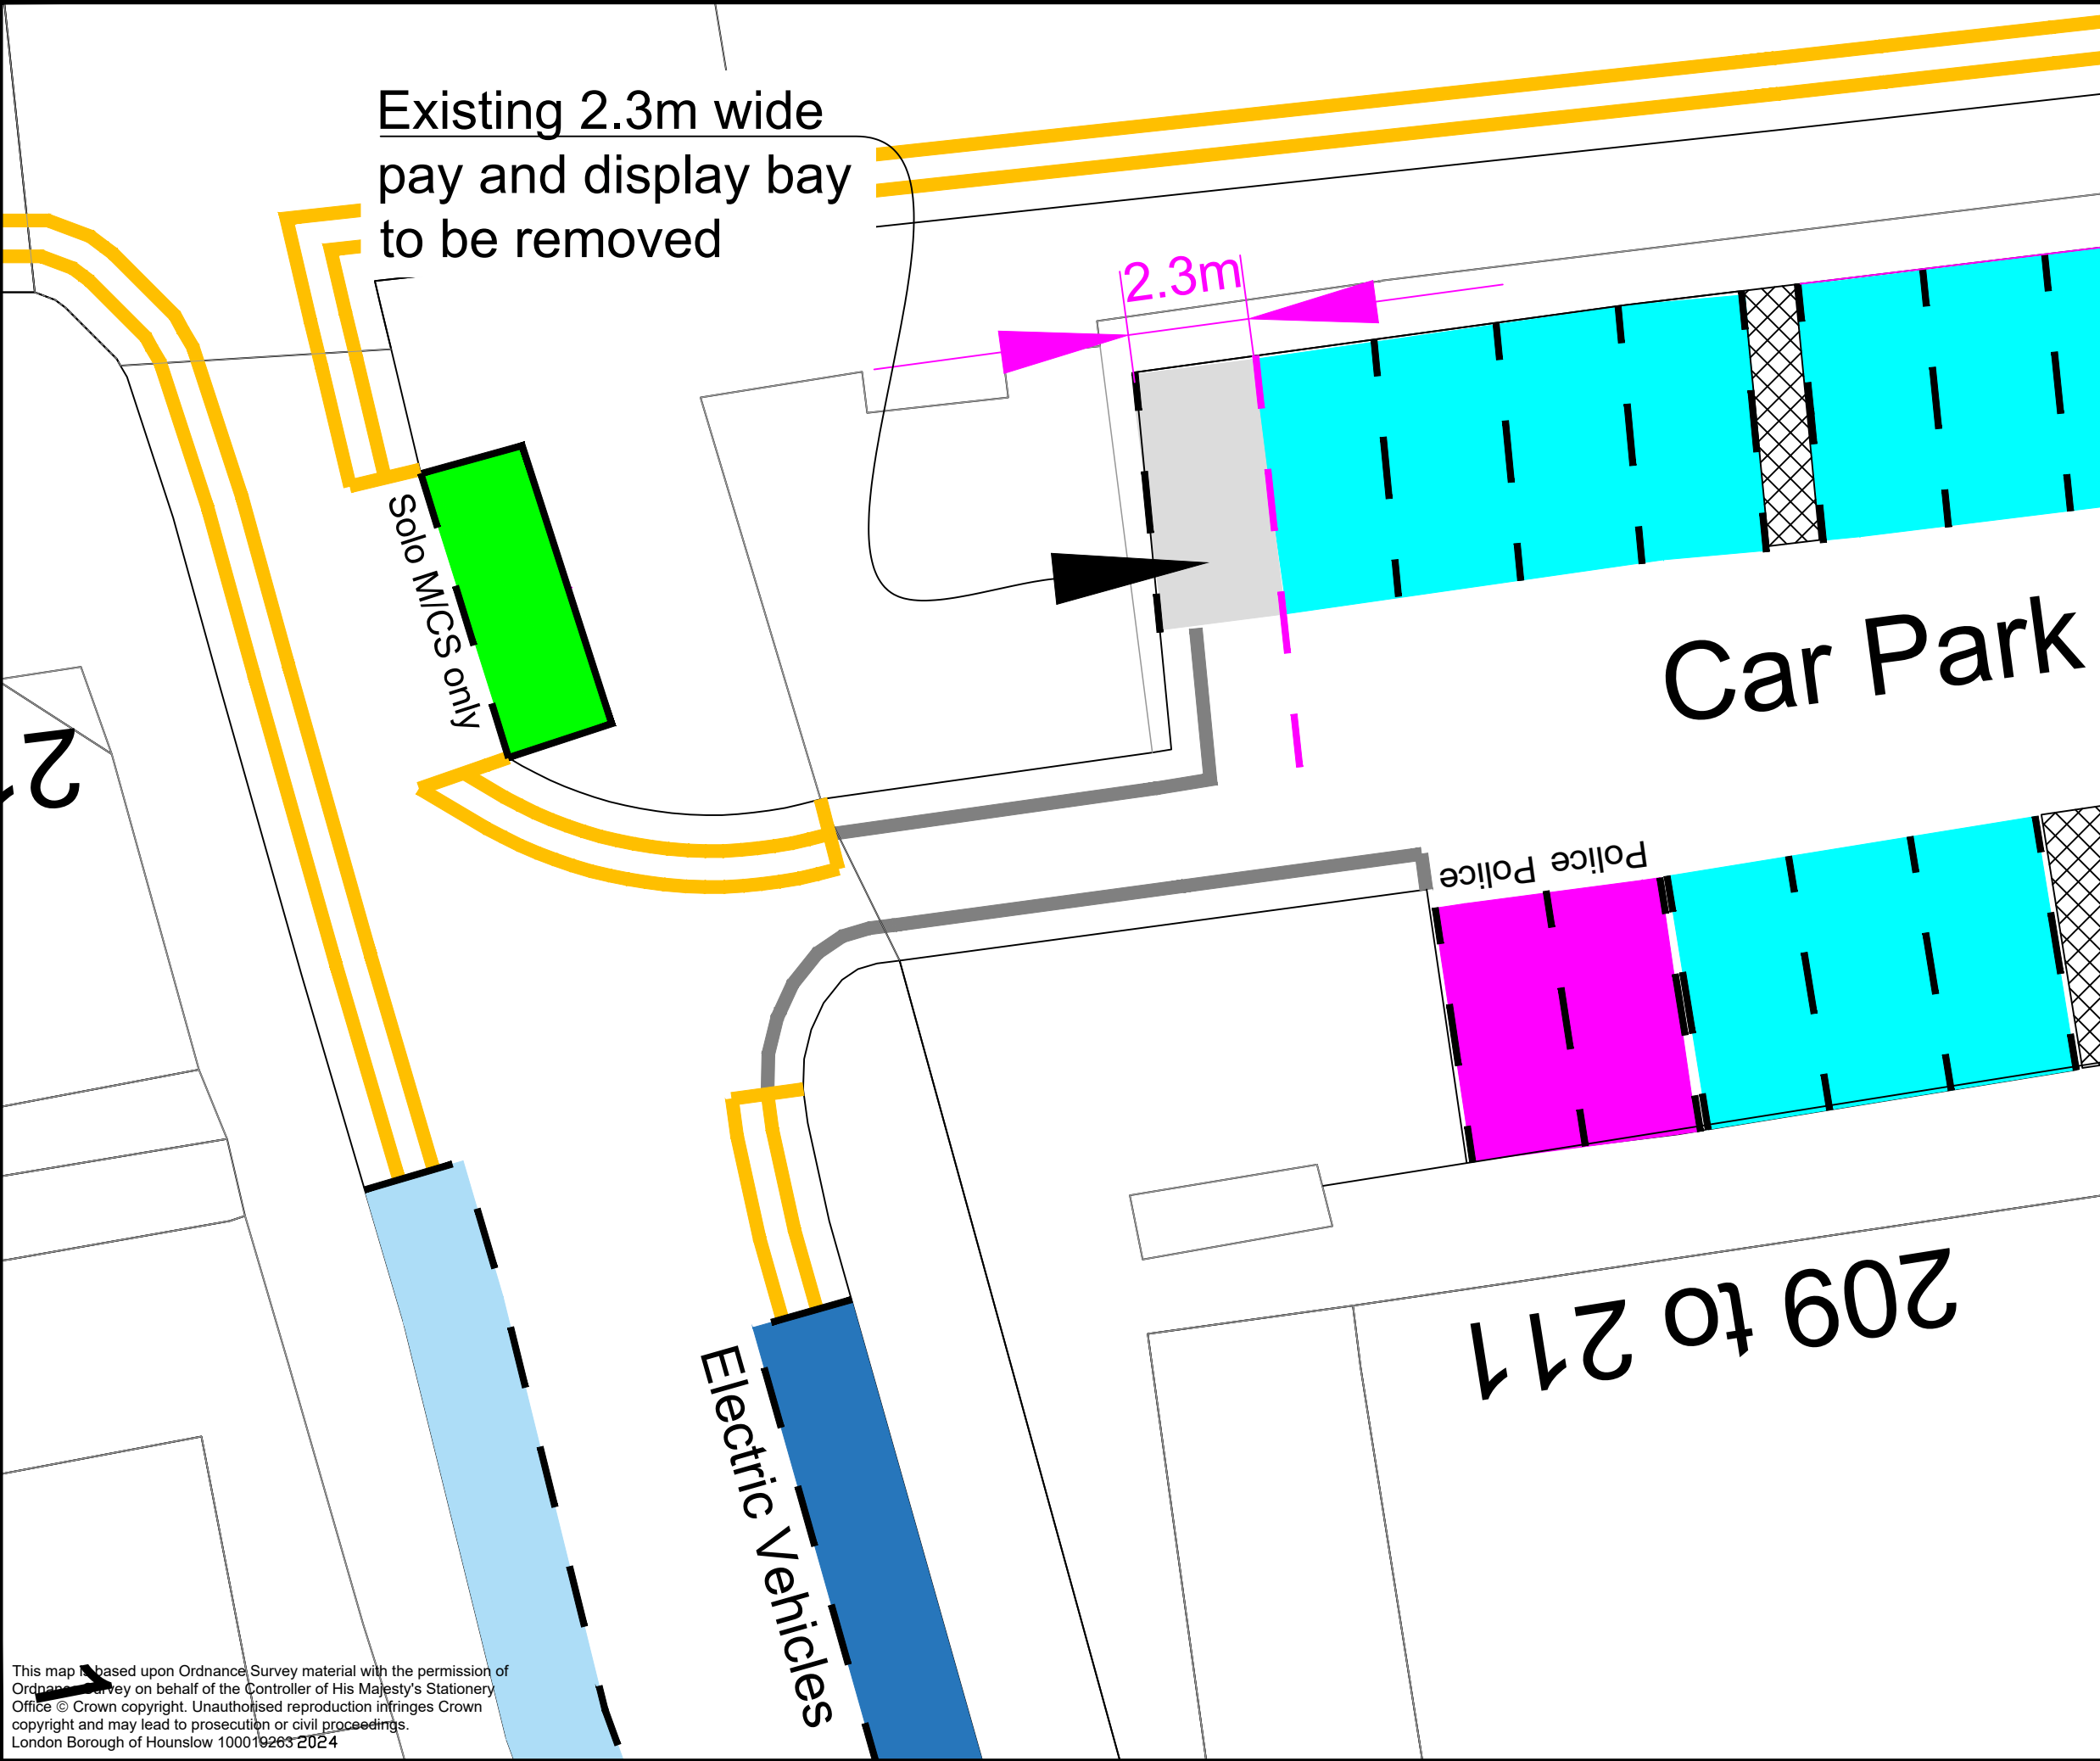 Existing 2.3m wide
pay and display bay
to be removed
2.3m
Solo M/CS only
Car Park
2
Police Police
209 to 211
Electric Vehicles
1
This map is based upon Ordnance Survey material with the permission of
Ordnance Survey on behalf of the Controller of His Majesty's Stationery
Office © Crown copyright. Unauthorised reproduction infringes Crown
copyright and may lead to prosecution or civil proceedings.
London Borough of Hounslow 100019263 2024